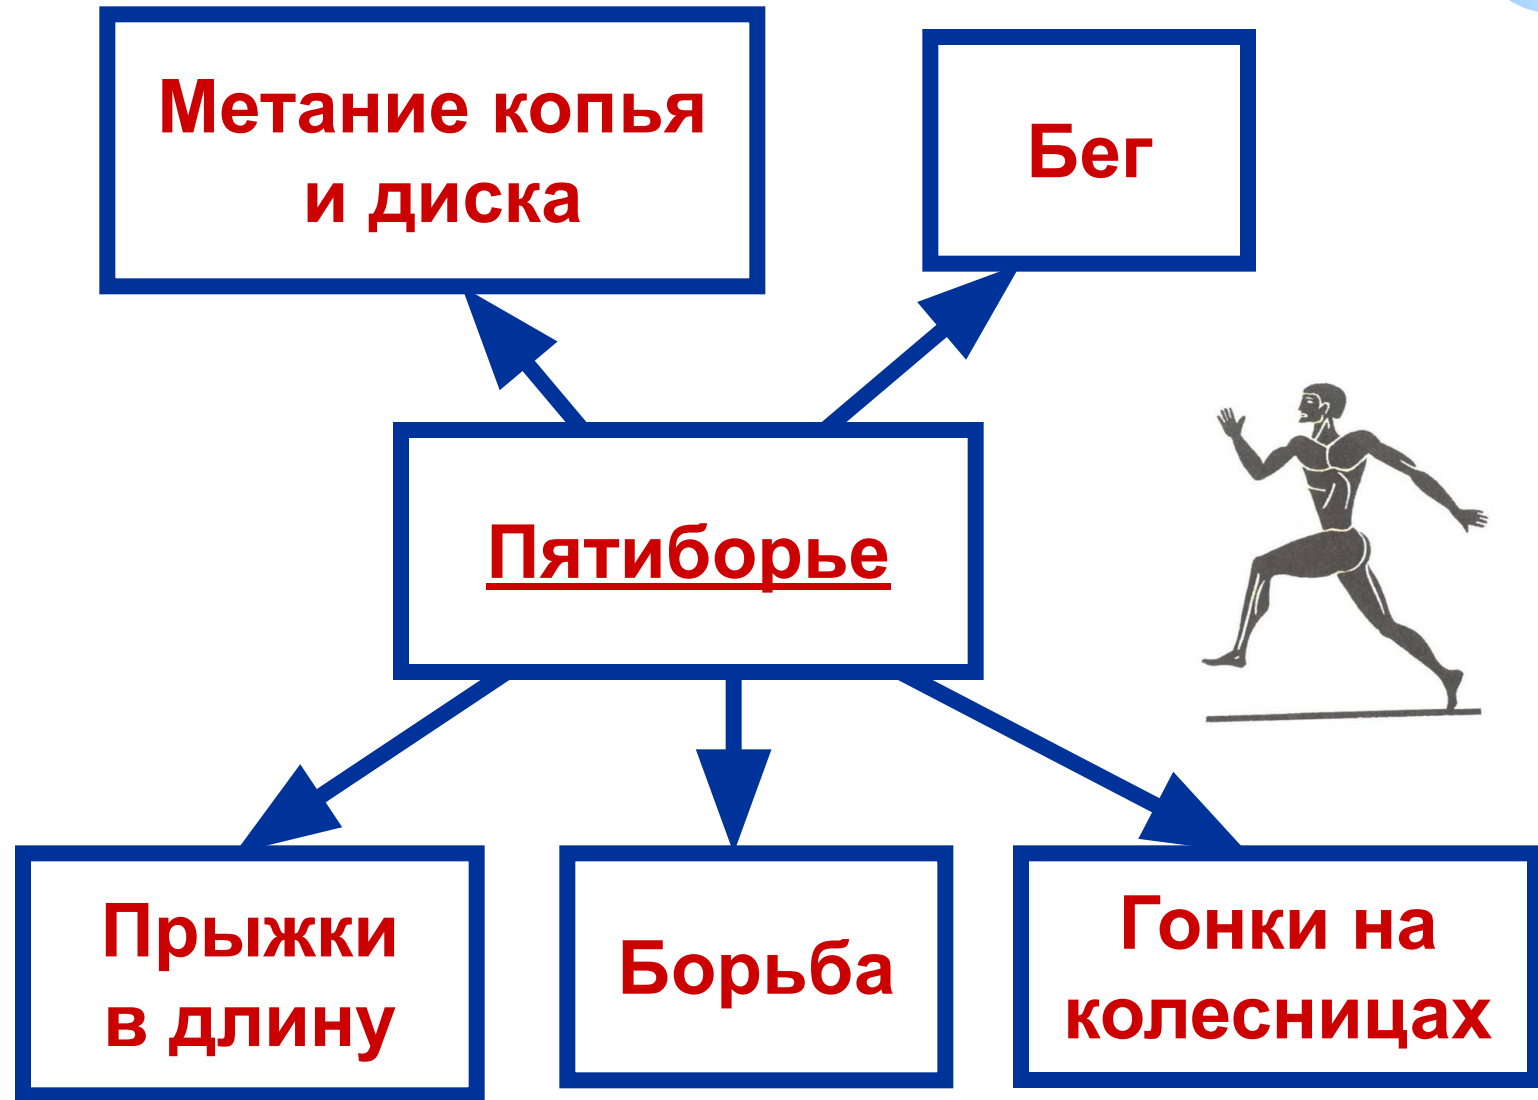 Метание копья
и диска
Бег
Пятиборье
Прыжки
в длину
Борьба
Гонки на
колесницах